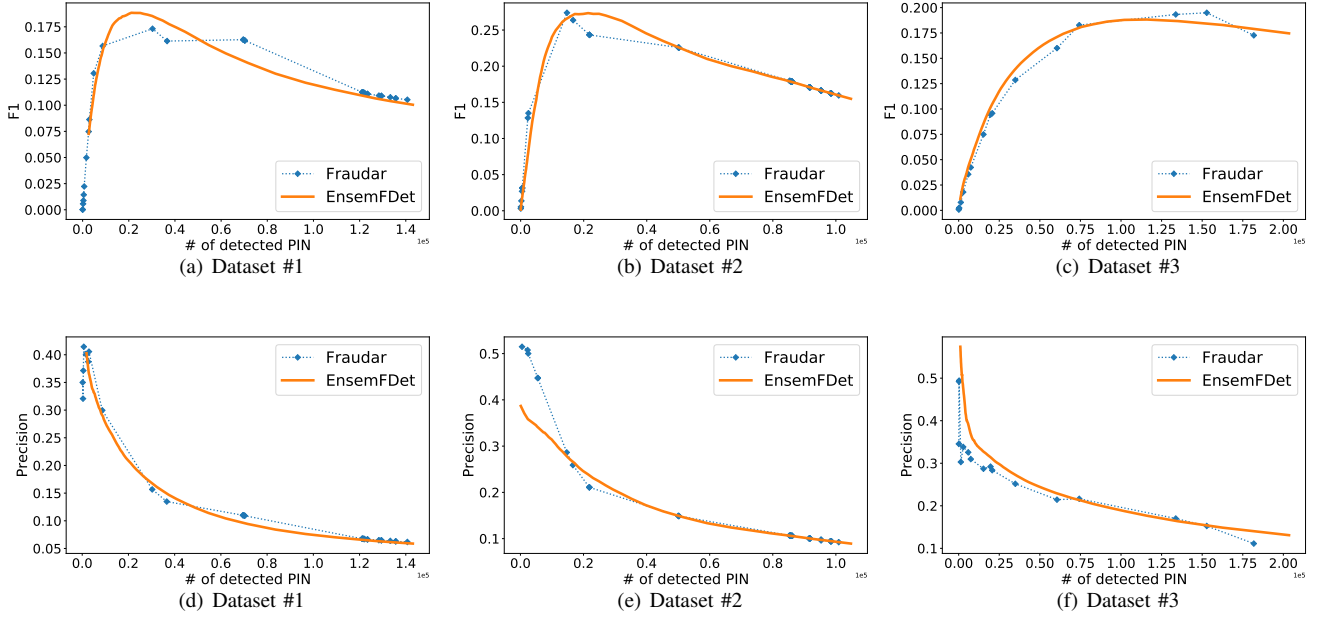 F1
0.175
0.150
0.125
0.100
0.075
0.050
0.025
0.000
Fraudar
EnsemFDet
0.0 0.2 0.4 0.6 0.8 1.0 1.2 1.4
1e5
# of detected PIN
(a) Dataset #1
F1
0.25
0.20
0.15
0.10
0.05
0.00
Fraudar
EnsemFDet
0.0 0.2 0.4 0.6 0.8 1.0
1e5
# of detected PIN
(b) Dataset #2
F1
0.200
0.175
0.150
0.125
0.100
0.075
0.050
0.025
0.000
Fraudar
EnsemFDet
0.00 0.25 0.50 0.75 1.00 1.25 1.50 1.75 2.00
1e5
# of detected PIN
(c) Dataset #3
Precision
0.40
0.35
0.30
0.25
0.20
0.15
0.10
0.05
Fraudar
EnsemFDet
0.0 0.2 0.4 0.6 0.8 1.0 1.2 1.4
1e5
# of detected PIN
(d) Dataset #1
Precision
0.5
0.4
0.3
0.2
0.1
Fraudar
EnsemFDet
0.0 0.2 0.4 0.6 0.8 1.0
1e5
# of detected PIN
(e) Dataset #2
Precision
0.5
0.4
0.3
0.2
0.1
Fraudar
EnsemFDet
0.00 0.25 0.50 0.75 1.00 1.25 1.50 1.75 2.00
1e5
# of detected PIN
(f) Dataset #3